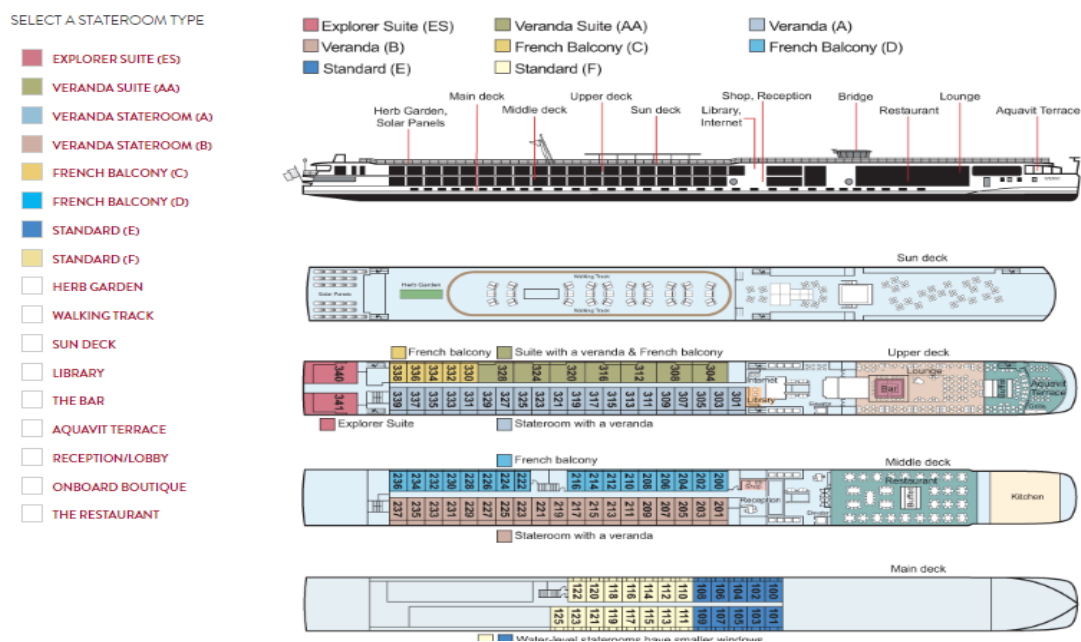 SELECT A STATEROOM TYPE
EXPLORER SUITE (ES)
VERANDA SUITE (AA)
VERANDA STATEROOM (A)
VERANDA STATEROOM (B)
FRENCH BALCONY (C)
FRENCH BALCONY (D)
STANDARD (E)
STANDARD (F)
HERB GARDEN
WALKING TRACK
SUN DECK
LIBRARY
THE BAR
AQUAVIT TERRACE
RECEPTION/LOBBY
ONBOARD BOUTIQUE
THE RESTAURANT
Explorer Suite (ES) Veranda Suite (AA) Veranda (A)
Veranda (B) French Balcony (C) French Balcony (D)
Standard (E) Standard (F)
Main deck Upper deck Shop, Reception Bridge Lounge
Herb Garden, Solar Panels
Middle deck
Sun deck
Library, Internet
Restaurant
Aquavit Terrace
Sun deck
Walking Track
Solar Panels
Herb Garden
Walking Track
French balcony Suite with a veranda & French balcony Upper deck
340 338 336 334 332 330 328 324 320 316 312 308 304
Internet
Lounge
Bar
Aquavit Terrace
341 339 337 335 333 331 329 327 325 323 321 319 317 315 313 311 309 307 305 303 301
Library
Explorer Suite Stateroom with a veranda
French balcony Middle deck
236 234 232 230 228 226 224 222 216 214 212 210 208 206 204 202 200
Shop
Reception
Restaurant
Kitchen
237 235 233 231 229 227 225 223 221 219 217 215 211 209 207 205 203 201
Stateroom with a veranda
Main deck
122 120 118 116 114 112 110 108 106 104 102 100
125 123 121 119 117 115 113 111 109 107 105 103 101
Water-level staterooms have smaller windows